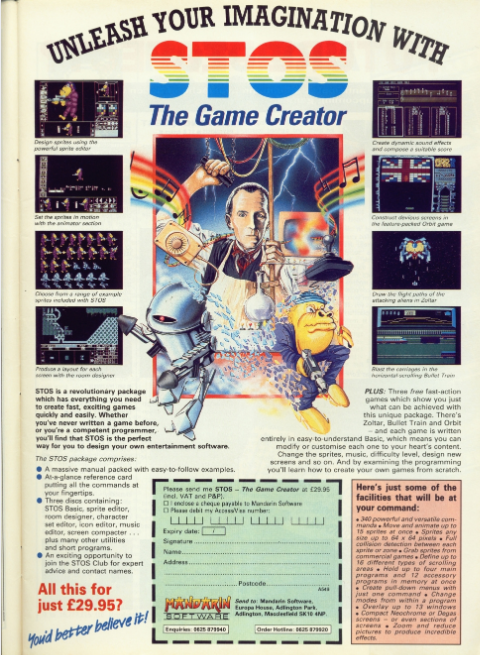 UNLEASH YOUR IMAGINATION WITH
STOS
The Game Creator
Design sprites using the
powerful sprite editor
Set the sprites in motion
with the animator section
Choose from a range of example
sprites included with STOS
Produce a layout for each
screen with the room designer
Create dynamic sound effects
and compose a suitable score
Construct devious screens in
the feature-packed Orbit game
Draw the flight paths of the
attacking aliens in Zoltar
Blast the carriages in the
horizontal-scrolling Bullet Train
STOS is a revolutionary package
which has everything you need
to create fast, exciting games
quickly and easily. Whether
you've never written a game before,
or you're a competent programmer,
you'll find that STOS is the perfect
way for you to design your own entertainment software.
PLUS: Three free fast-action
games which show you just
what can be achieved with
this unique package. There's
Zoltar, Bullet Train and Orbit
– and each game is written
entirely in easy-to-understand Basic, which means you can
modify or customise each one to your heart's content.
Change the sprites, music, difficulty level, design new
screens and so on. And by examining the programming
you'll learn how to create your own games from scratch.
The STOS package comprises:
● A massive manual packed with easy-to-follow examples.
● At-a-glance reference card
putting all the commands at
your fingertips.
● Three discs containing:
STOS Basic, sprite editor,
room designer, character
set editor, icon editor, music
editor, screen compacter . . .
plus many other utilities
and short programs.
● An exciting opportunity to
join the STOS Club for expert
advice and contact names.
All this for
just £29.95?
You'd better believe it!
Please send me STOS – The Game Creator at £29.95
(incl. VAT and P&P).
I enclose a cheque payable to Mandarin Software
Please debit my Access/Visa number:
Expiry date: /
Signature
Name
Address
Postcode
MANDARIN
SOFTWARE
Send to: Mandarin Software,
Europa House, Adlington Park,
Adlington, Macclesfield SK10 4NP.
Enquiries: 0625 879940
Order Hotline: 0625 879920
Here's just some of the
facilities that will be at
your command:
● 340 powerful and versatile com-
mands ● Move and animate up to
15 sprites at once ● Sprites any
size up to 64 x 64 pixels ● Full
collision detection between each
sprite or zone ● Grab sprites from
commercial games ● Define up to
16 different types of scrolling
areas ● Hold up to four main
programs and 12 accessory
programs in memory at once
● Create pull-down menus with
just one command ● Change
modes from within a program
● Overlay up to 13 windows
● Compact Neochrome or Degas
screens – or even sections of
screens ● Zoom and reduce
pictures to produce incredible
effects.